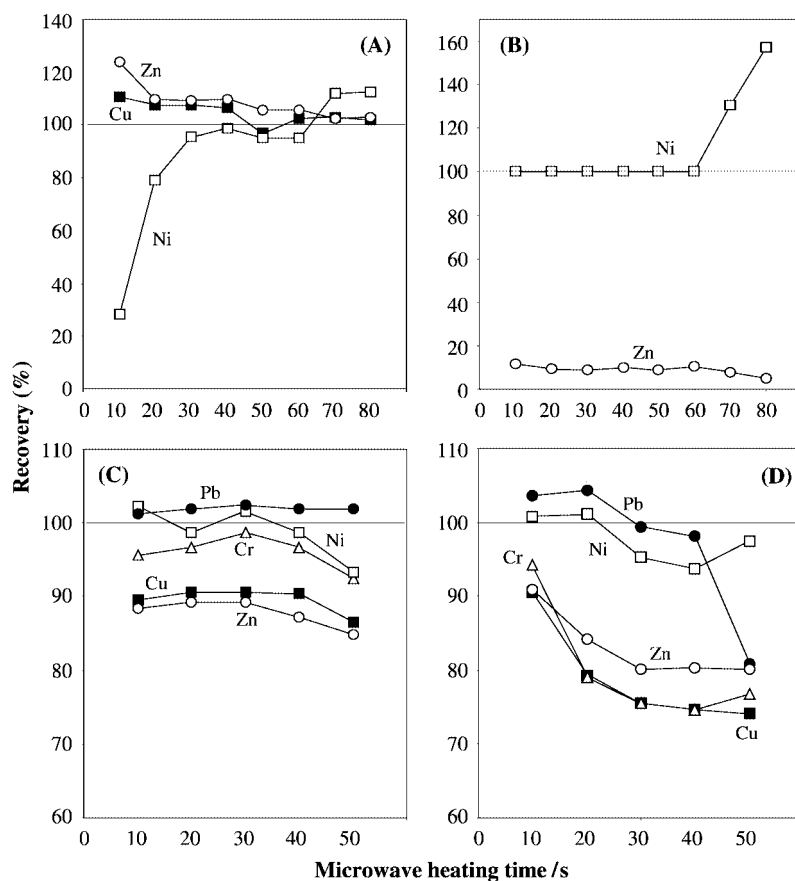 140
(A)
120
Zn
Cu
100
80
60
Ni
40
20
0
0 10 20 30 40 50 60 70 80
(B)
160
140
120
Ni
100
80
60
40
20
Zn
0
0 10 20 30 40 50 60 70 80
Recovery (%)
110
(C)
Pb
100
Ni
Cr
90
Cu
Zn
80
70
60
0 10 20 30 40 50
110
(D)
Pb
100
Ni
Cr
90
Zn
80
Cu
70
60
0 10 20 30 40 50
Microwave heating time /s